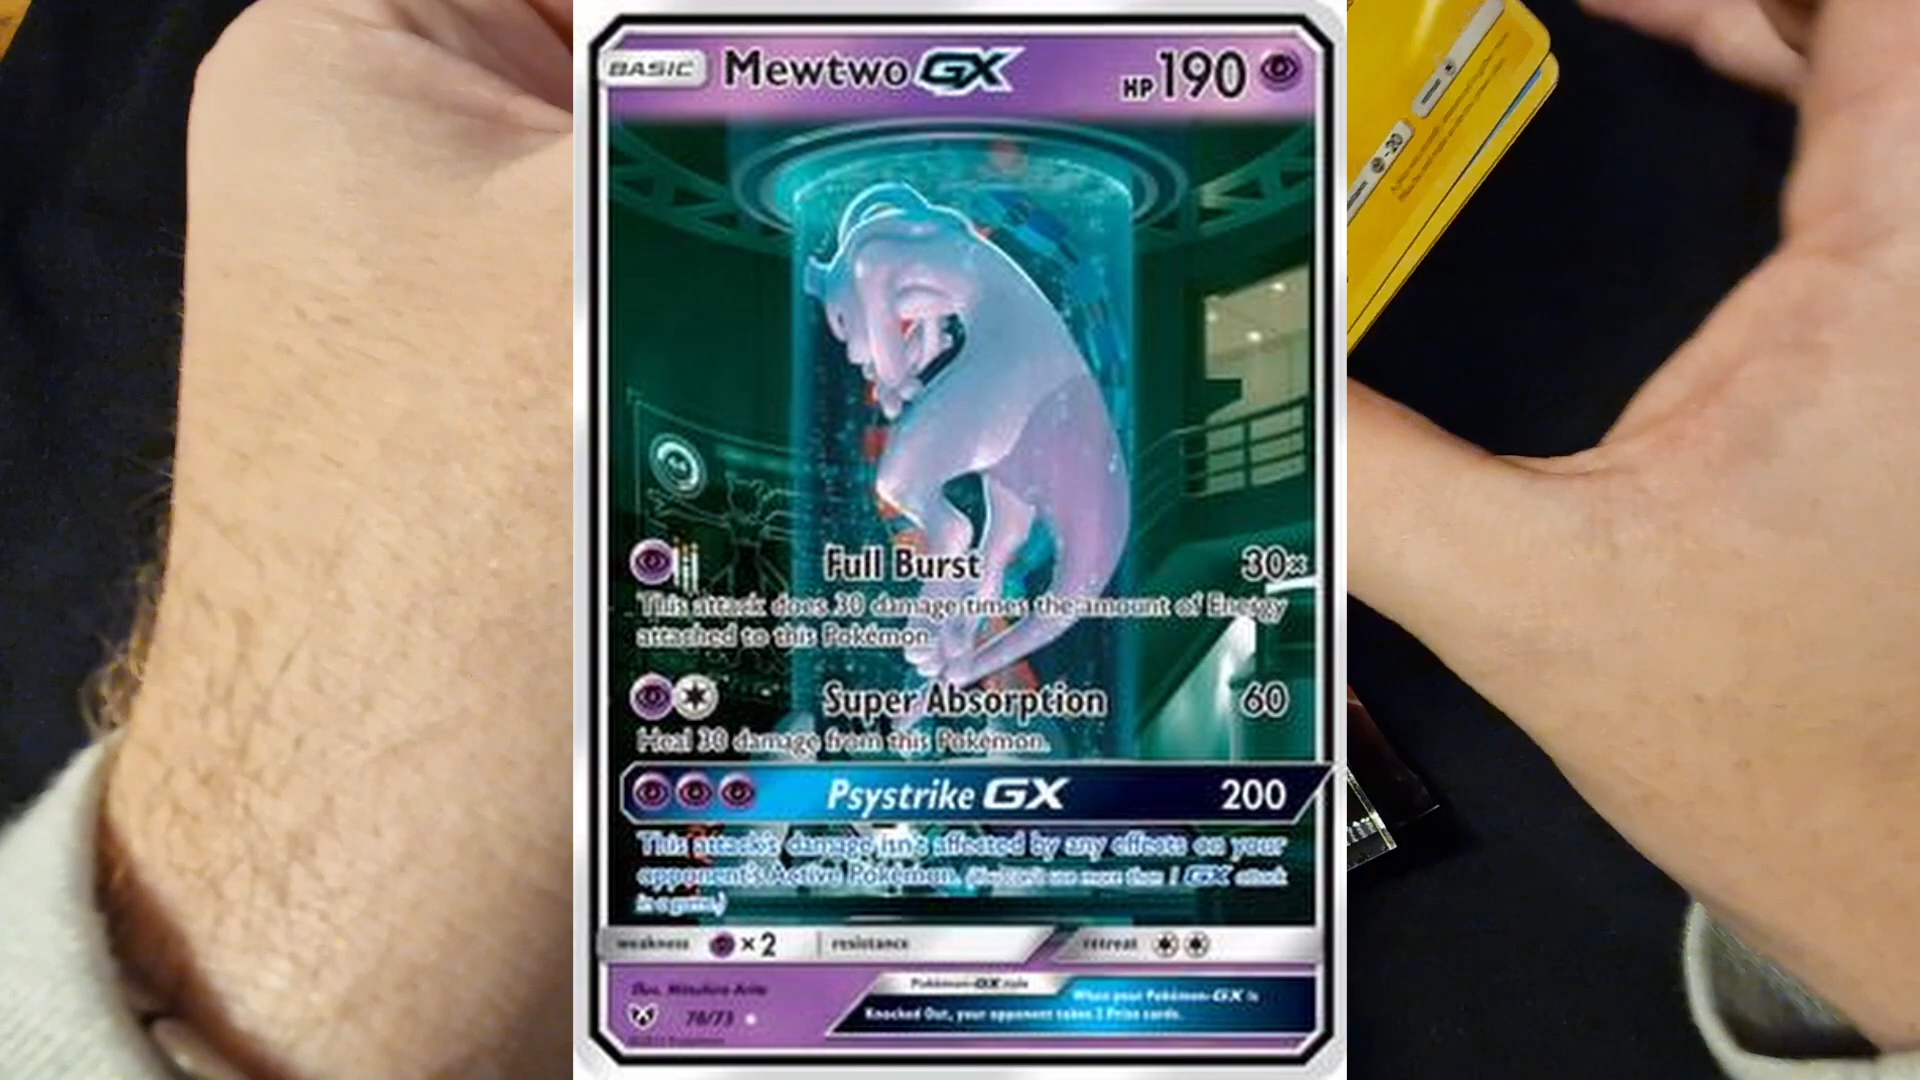 BASIC Mewtwo GX HP190
Full Burst 30×
This attack does 30 damage times the amount of Energy
attached to this Pokémon.
Super Absorption 60
Heal 30 damage from this Pokémon.
Psystrike GX 200
This attack's damage isn't affected by any effects on your
opponent's Active Pokémon. (You can't use more than 1 GX attack
in a game.)
weakness ×2 resistance retreat
Illus. Mitsuhiro Arita
Pokémon-GX rule
When your Pokémon-GX is
Knocked Out, your opponent takes 2 Prize cards.
78/73
-20